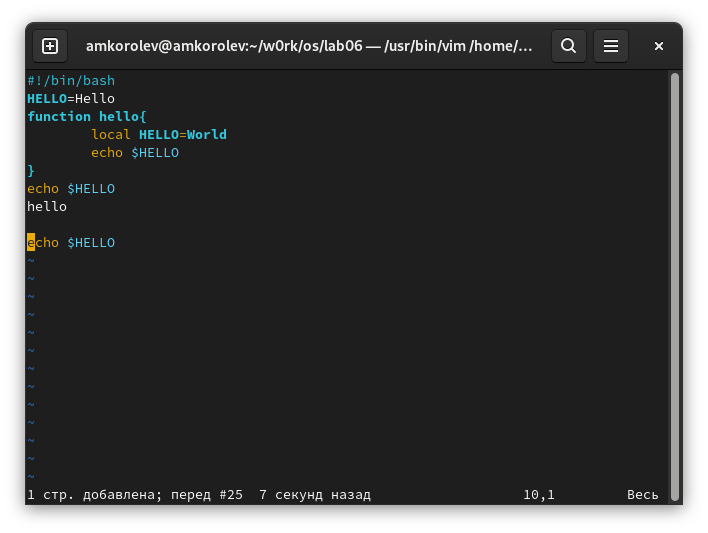 amkorolev@amkorolev:~/w0rk/os/lab06 — /usr/bin/vim /home/...
#!/bin/bash
HELLO=Hello
function hello{
        local HELLO=World
        echo $HELLO
}
echo $HELLO
hello

echo $HELLO
~
~
~
~
~
~
~
~
~
~
~
~
~
1 стр. добавлена; перед #25  7 секунд назад                   10,1         Весь